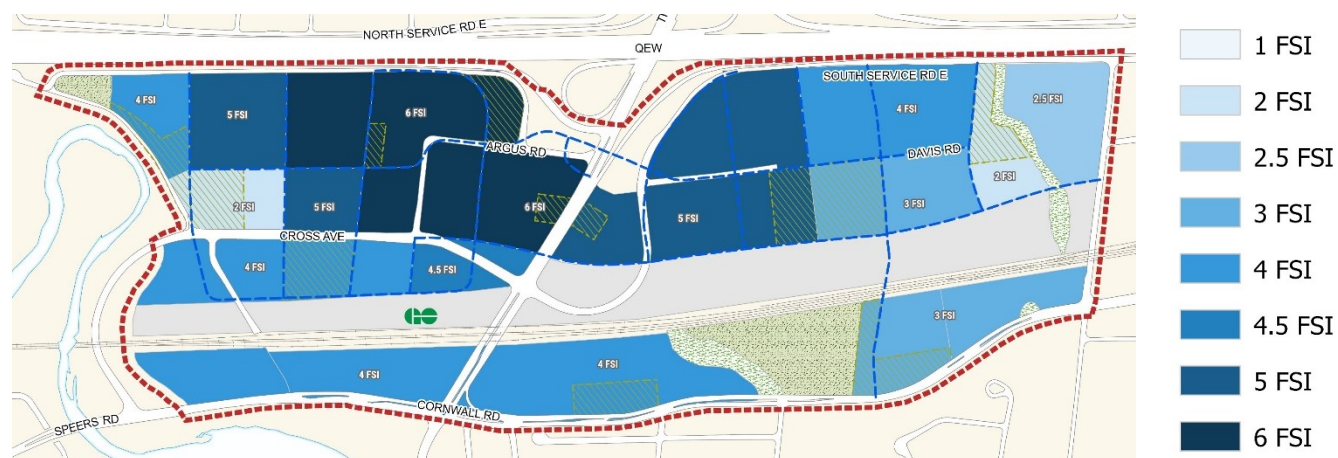 NORTH SERVICE RD E
QEW
SOUTH SERVICE RD E
4 FSI
5 FSI
6 FSI
4 FSI
2.5 FSI
ARGUS RD
DAVIS RD
2 FSI
2 FSI
5 FSI
6 FSI
5 FSI
3 FSI
CROSS AVE
4 FSI
4.5 FSI
GO
3 FSI
4 FSI
4 FSI
CORNWALL RD
SPEERS RD
1 FSI
2 FSI
2.5 FSI
3 FSI
4 FSI
4.5 FSI
5 FSI
6 FSI